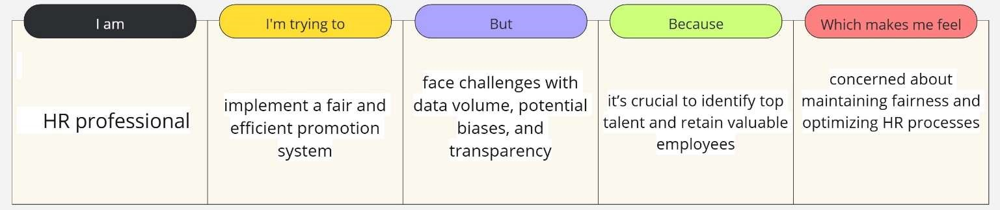 I am
I'm trying to
But
Because
Which makes me feel
HR professional
implement a fair and
efficient promotion
system
face challenges with
data volume, potential
biases, and
transparency
it’s crucial to identify top
talent and retain valuable
employees
concerned about
maintaining fairness and
optimizing HR processes